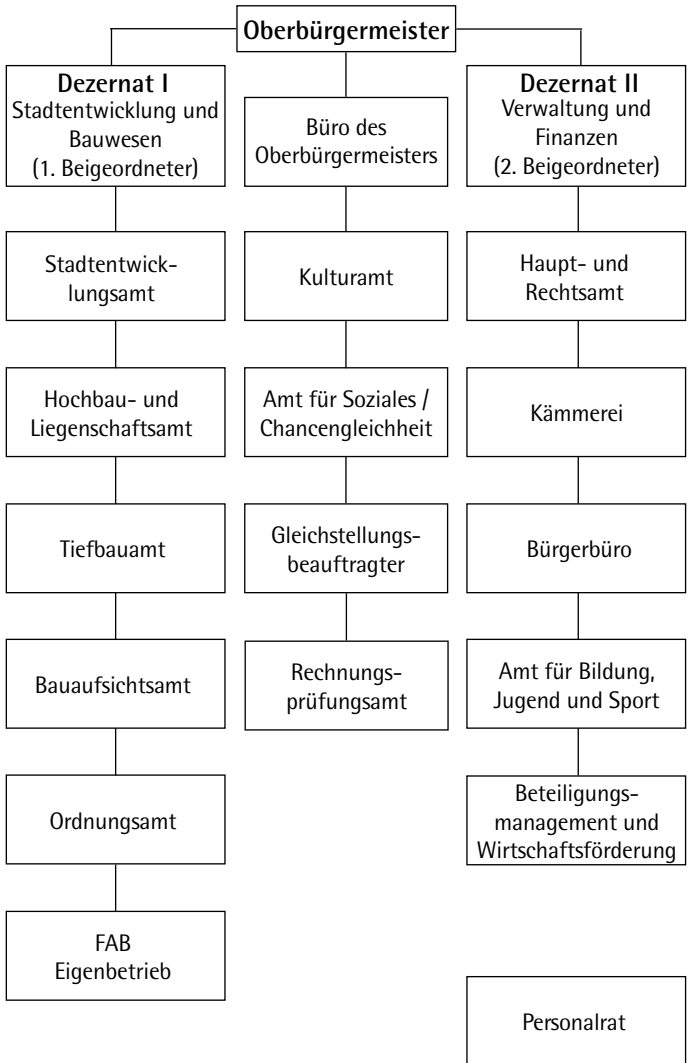 Oberbürgermeister
Dezernat I
Stadtentwicklung und
Bauwesen
(1. Beigeordneter)
Stadtentwick-
lungsamt
Hochbau- und
Liegenschaftsamt
Tiefbauamt
Bauaufsichtsamt
Ordnungsamt
FAB
Eigenbetrieb
Büro des
Oberbürgermeisters
Kulturamt
Amt für Soziales /
Chancengleichheit
Gleichstellungs-
beauftragter
Rechnungs-
prüfungsamt
Dezernat II
Verwaltung und
Finanzen
(2. Beigeordneter)
Haupt- und
Rechtsamt
Kämmerei
Bürgerbüro
Amt für Bildung,
Jugend und Sport
Beteiligungs-
management und
Wirtschaftsförderung
Personalrat